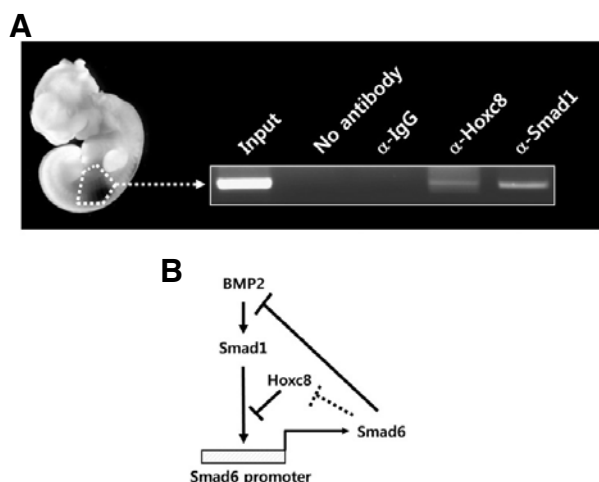 A
Input
No antibody
α-IgG
α-Hoxc8
α-Smad1
B
BMP2
Smad1
Hoxc8
Smad6
Smad6 promoter